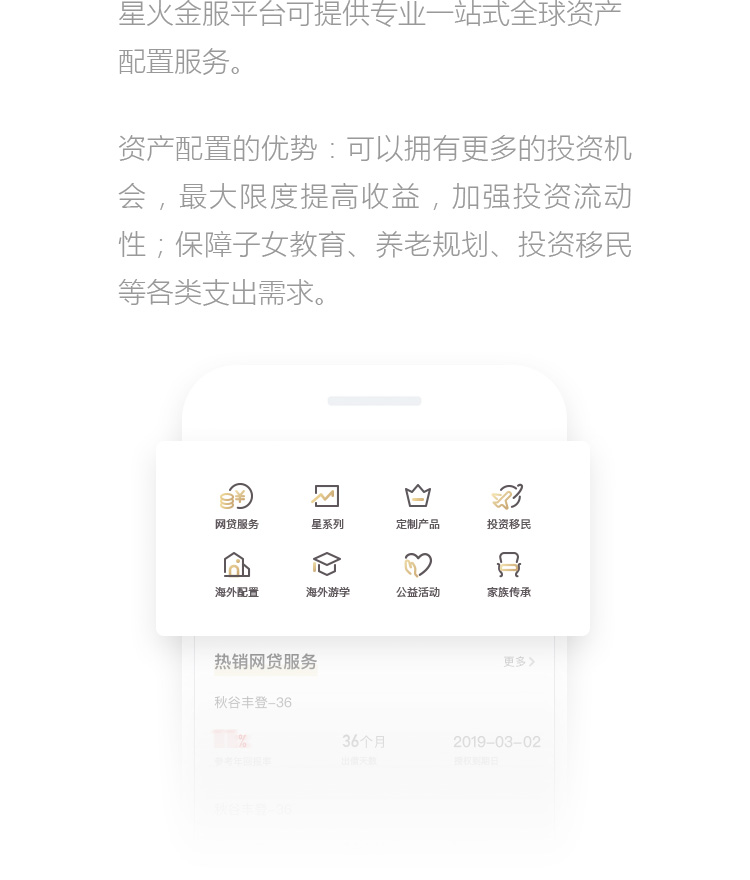 星火金服平台可提供专业一站式全球资产
配置服务。
资产配置的优势：可以拥有更多的投资机
会，最大限度提高收益，加强投资流动
性；保障子女教育、养老规划、投资移民
等各类支出需求。
网贷服务 星系列 定制产品 投资移民
海外配置 海外游学 公益活动 家族传承
热销网贷服务 更多
秋谷丰登-36
36个月 2019-03-02
秋谷丰登-36